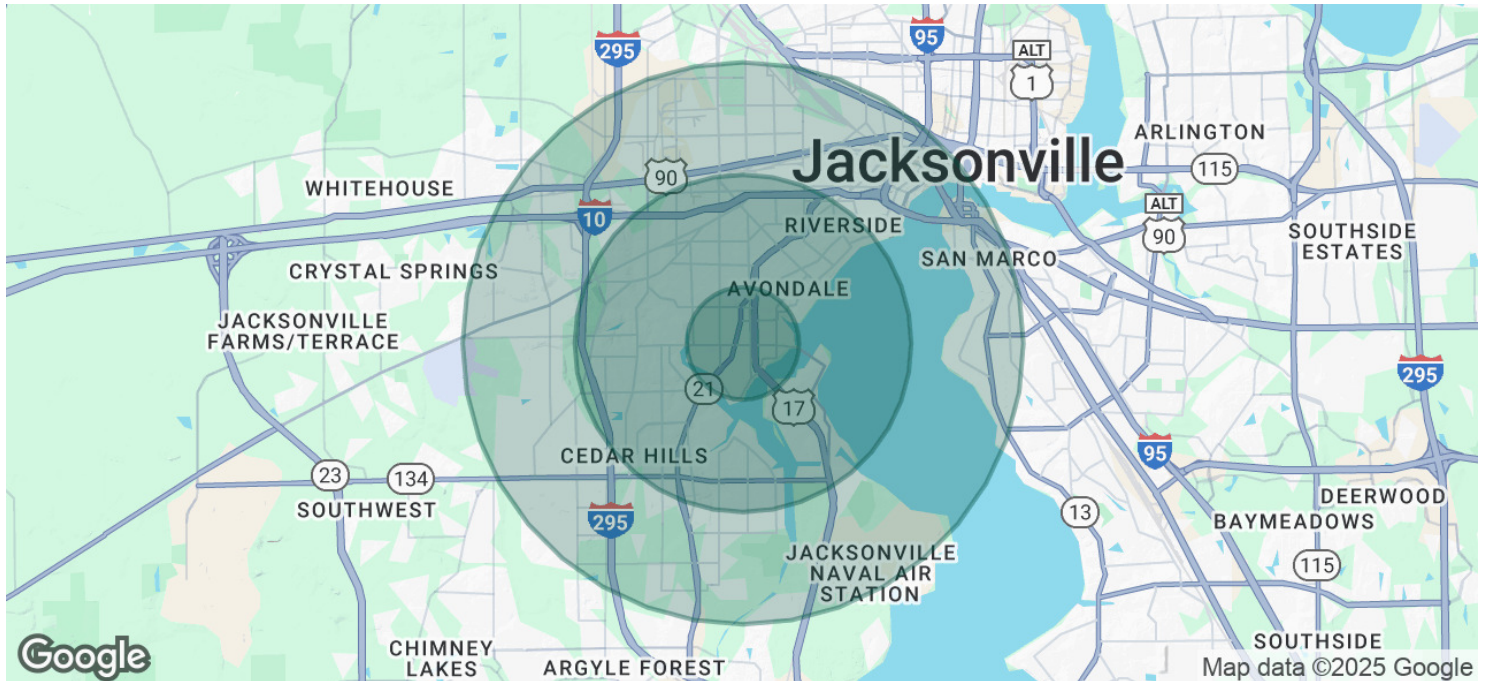 295
95
ALT
1
ARLINGTON
Jacksonville
115
90
WHITEHOUSE
ALT
90
10
RIVERSIDE
SOUTHSIDE
ESTATES
SAN MARCO
CRYSTAL SPRINGS
AVONDALE
JACKSONVILLE
FARMS/TERRACE
295
21
17
CEDAR HILLS
95
23
134
SOUTHWEST
DEERWOOD
295
13
BAYMEADOWS
JACKSONVILLE
NAVAL AIR
STATION
115
CHIMNEY
LAKES
ARGYLE FOREST
SOUTHSIDE
Google
Map data ©2025 Google